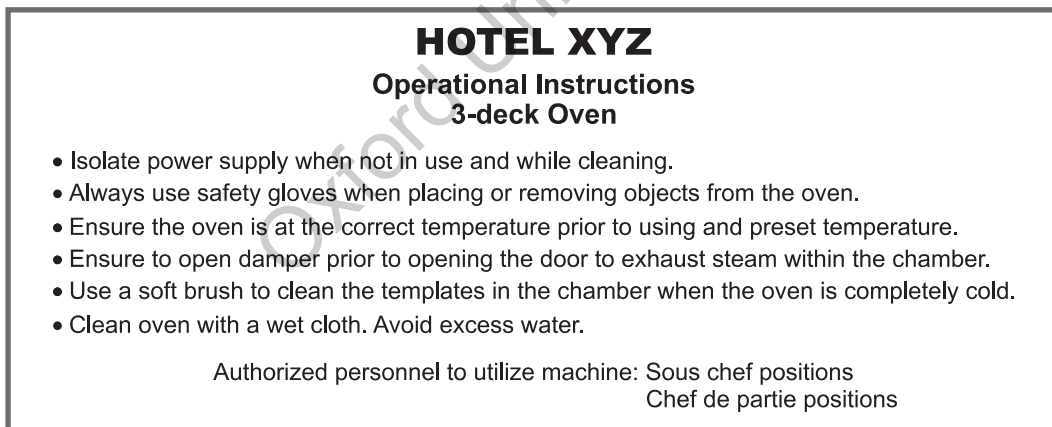 HOTEL XYZ
Operational Instructions
3-deck Oven
• Isolate power supply when not in use and while cleaning.
• Always use safety gloves when placing or removing objects from the oven.
• Ensure the oven is at the correct temperature prior to using and preset temperature.
• Ensure to open damper prior to opening the door to exhaust steam within the chamber.
• Use a soft brush to clean the templates in the chamber when the oven is completely cold.
• Clean oven with a wet cloth. Avoid excess water.
Authorized personnel to utilize machine: Sous chef positions
Chef de partie positions
Oxford Uni